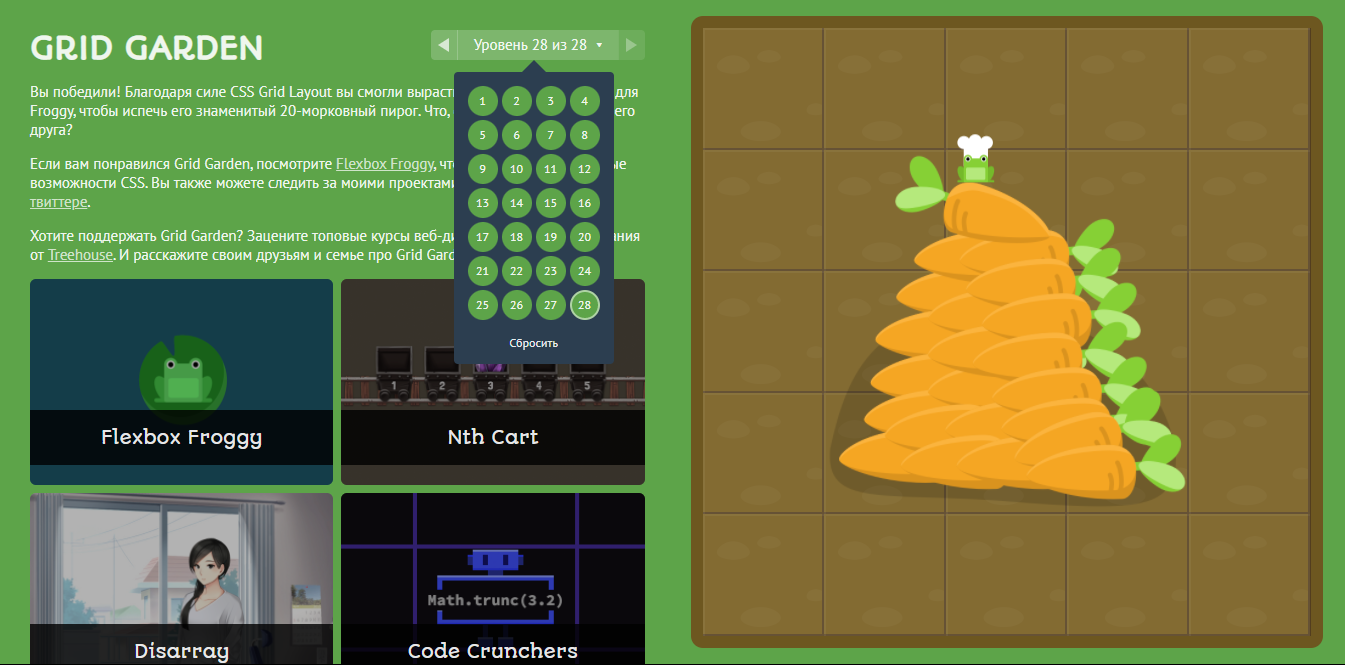 GRID GARDEN
Уровень 28 из 28
Вы победили! Благодаря силе CSS Grid Layout вы смогли вырасти для
Froggy, чтобы испечь его знаменитый 20-морковный пирог. Что, его
друга?
Если вам понравился Grid Garden, посмотрите Flexbox Froggy,
возможности CSS. Вы также можете следить за моими проектами
твиттере.
Хотите поддержать Grid Garden? Зацените топовые курсы
от Treehouse. И расскажите своим друзьям и семье про Grid
1 2 3 4
5 6 7 8
9 10 11 12
13 14 15 16
17 18 19 20
21 22 23 24
25 26 27 28
Сбросить
Flexbox Froggy
1 2 3 4 5
Nth Cart
Disarray
Math.trunc(3.2)
Code Crunchers